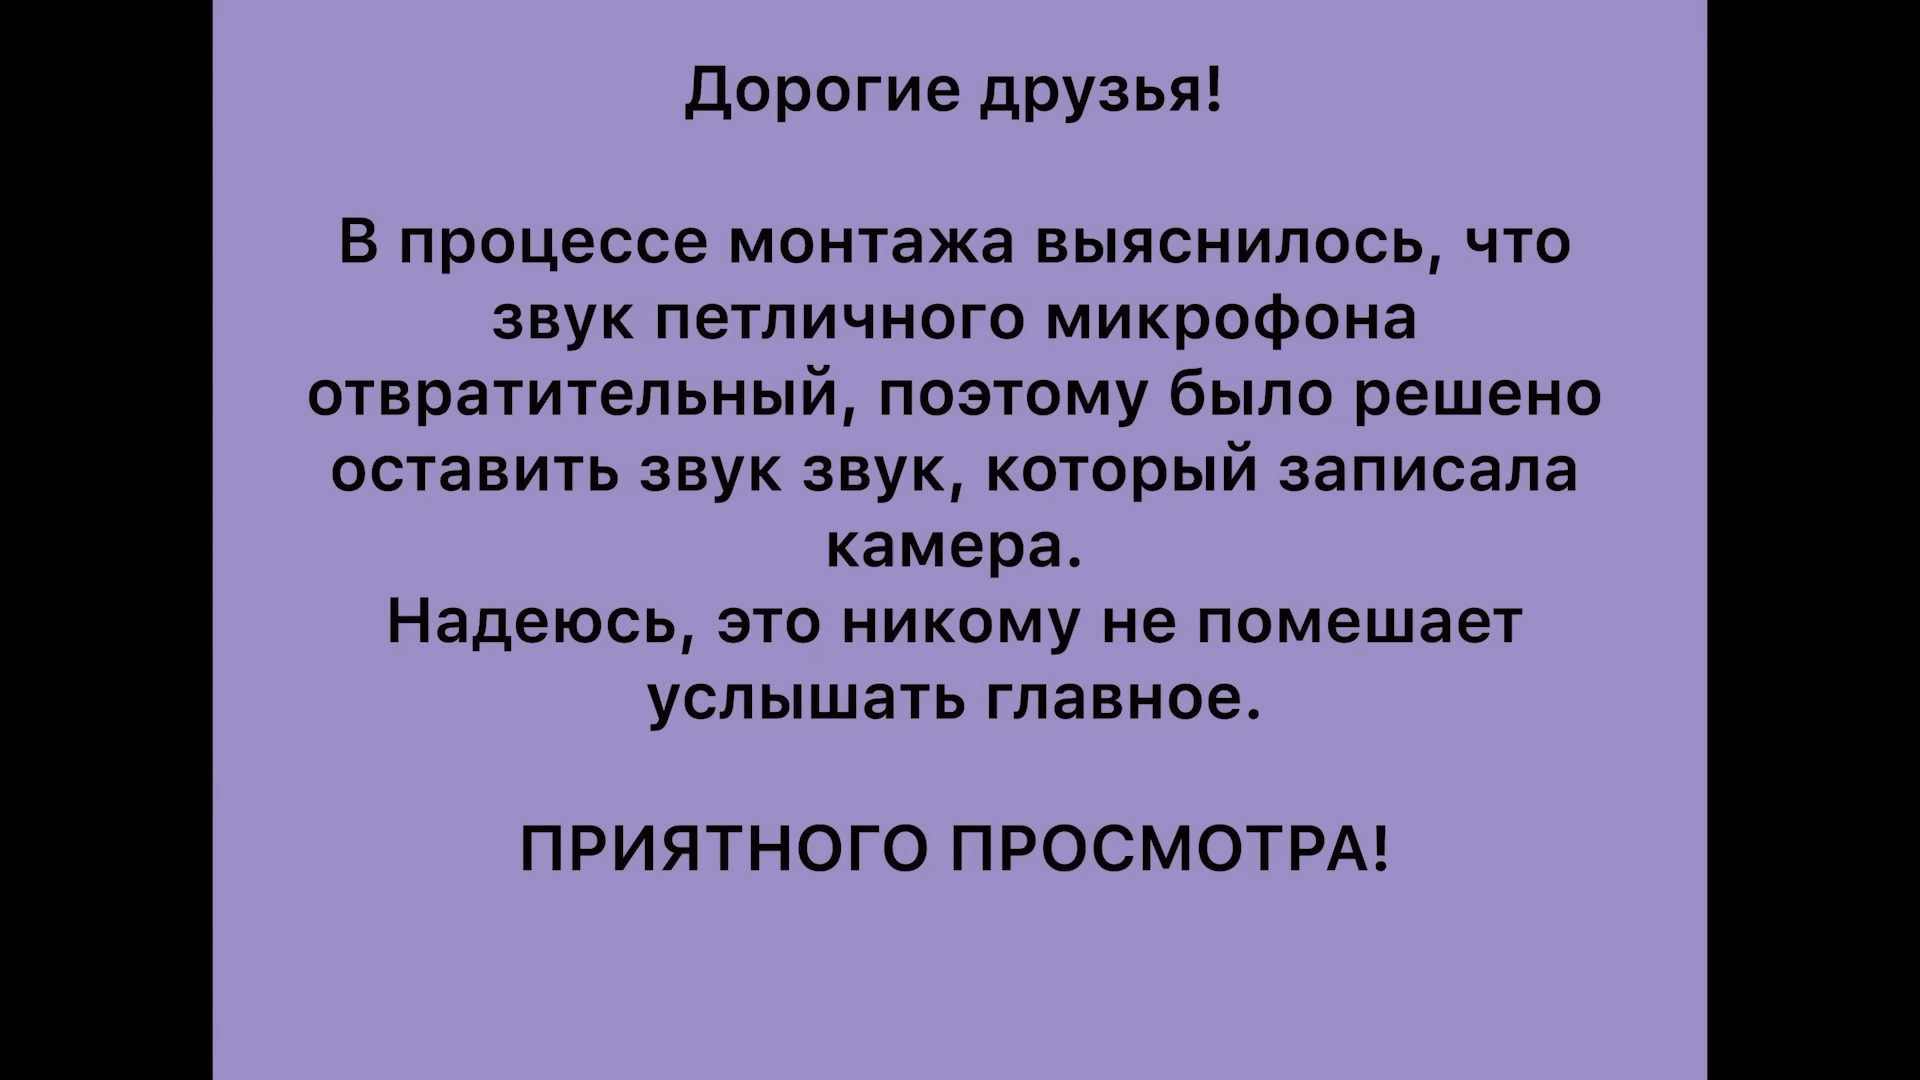 Дорогие друзья!
В процессе монтажа выяснилось, что
звук петличного микрофона
отвратительный, поэтому было решено
оставить звук звук, который записала
камера.
Надеюсь, это никому не помешает
услышать главное.
ПРИЯТНОГО ПРОСМОТРА!